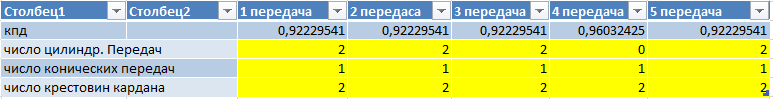 Столбец1 Столбец2 1 передача 2 передаса 3 передача 4 передача 5 передача
кпд 0,92229541 0,92229541 0,92229541 0,96032425 0,92229541
число цилиндр. Передач 2 2 2 0 2
число конических передач 1 1 1 1 1
число крестовин кардана 2 2 2 2 2